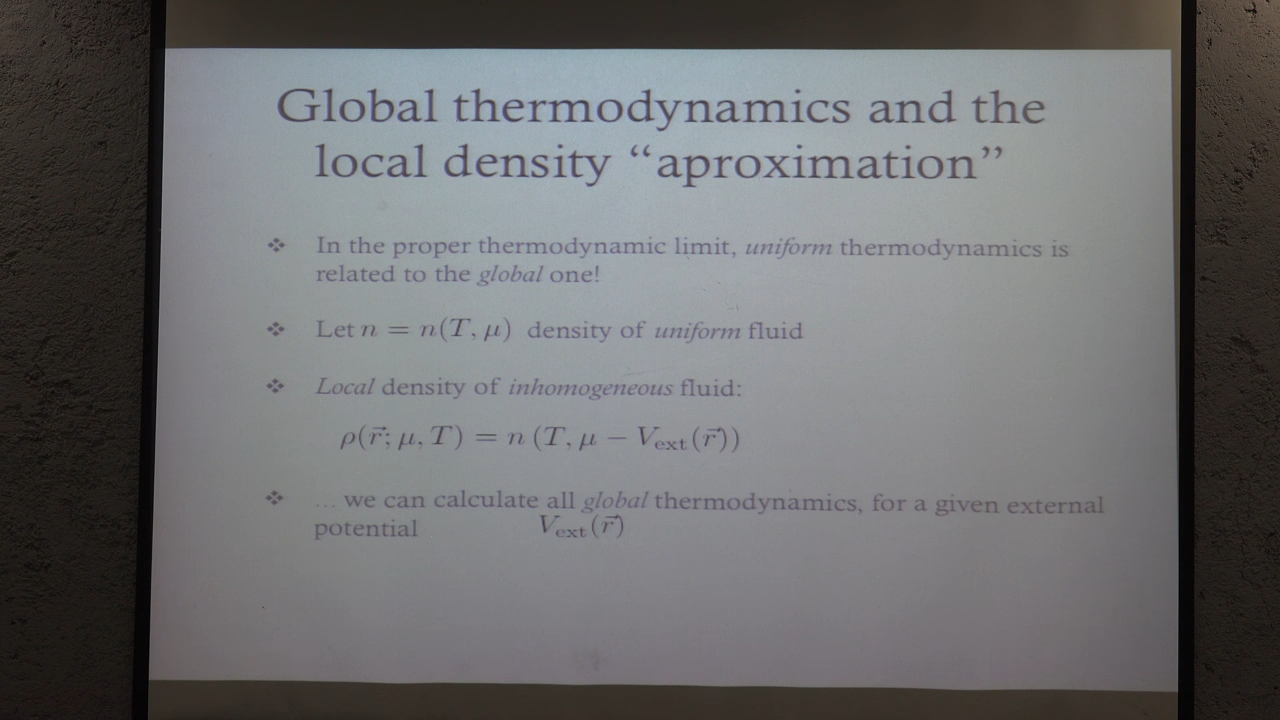 Global thermodynamics and the
local density “aproximation”
❖ In the proper thermodynamic limit, uniform thermodynamics is
related to the global one!
❖ Let n = n(T, μ) density of uniform fluid
❖ Local density of inhomogeneous fluid:
ρ(r⃗; μ, T) = n (T, μ − V_ext(r⃗))
❖ ... we can calculate all global thermodynamics, for a given external
potential V_ext(r⃗)